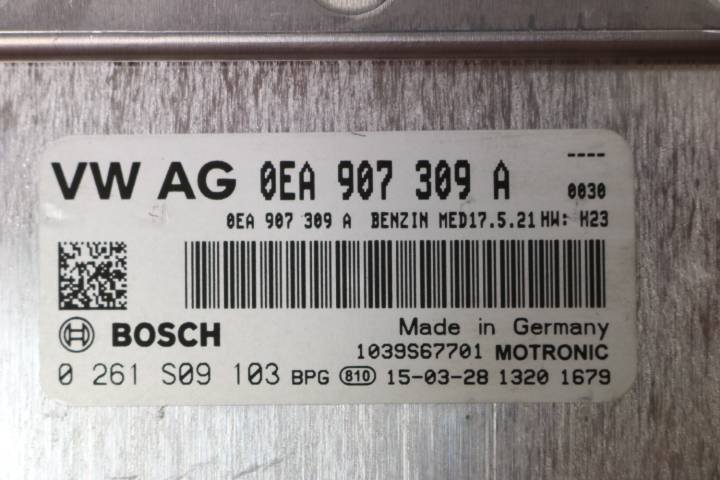 VW AG 0EA 907 309 A ----
0030
0EA 907 309 A BENZIN MED17.5.21 HW: H23
BOSCH
Made in Germany
1039S67701 MOTRONIC
0 261 S09 103 BPG 810 15-03-28 1320 1679